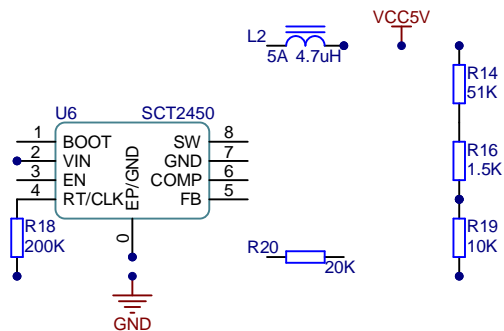 L2
VCC5V
5A 4.7uH
R14
51K
U6 SCT2450
1 BOOT SW 8
2 VIN GND 7
3 EN COMP 6
4 RT/CLK FB 5
EP/GND
0
R16
1.5K
R18
200K
R19
10K
R20
20K
GND